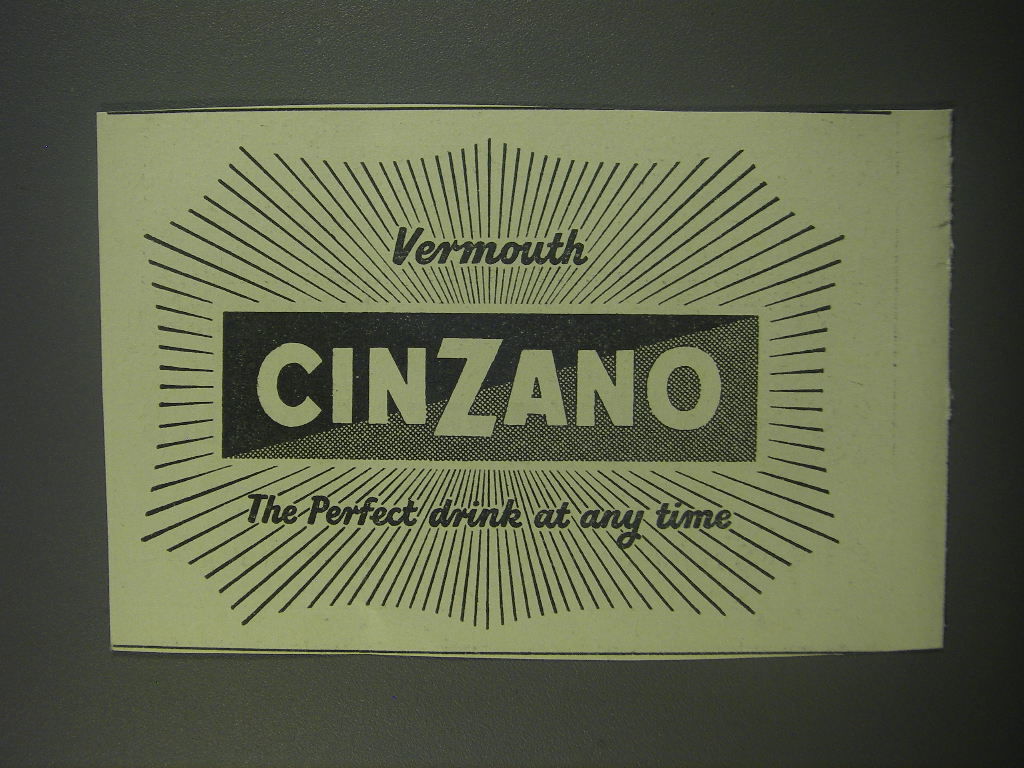 Vermouth
CINZANO
The Perfect drink at any time